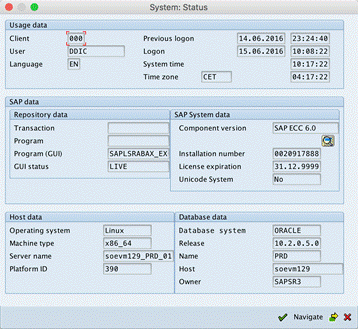 System: Status
Usage data
Client 000 Previous logon 14.06.2016 23:24:40
User DDIC Logon 15.06.2016 10:08:22
Language EN System time 10:17:22
Time zone CET 04:17:22
SAP data
Repository data
Transaction
Program
Program (GUI) SAPLSRABAX_EX
GUI status LIVE
SAP System data
Component version SAP ECC 6.0
Installation number 0020917888
License expiration 31.12.9999
Unicode System No
Host data
Operating system Linux
Machine type x86_64
Server name soevm129_PRD_01
Platform ID 390
Database data
Database system ORACLE
Release 10.2.0.5.0
Name PRD
Host soevm129
Owner SAPSR3
Navigate